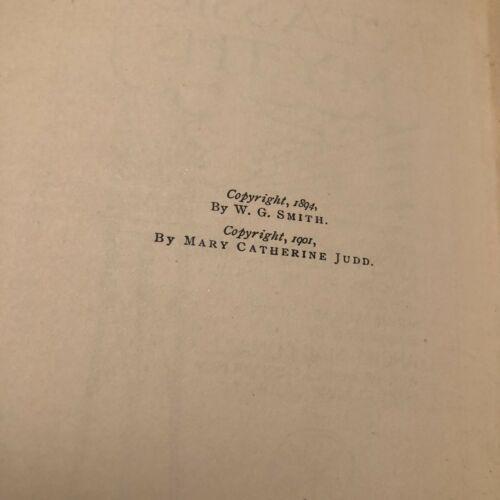 Copyright, 1894,
By W. G. Smith.
Copyright, 1901,
By Mary Catherine Judd.